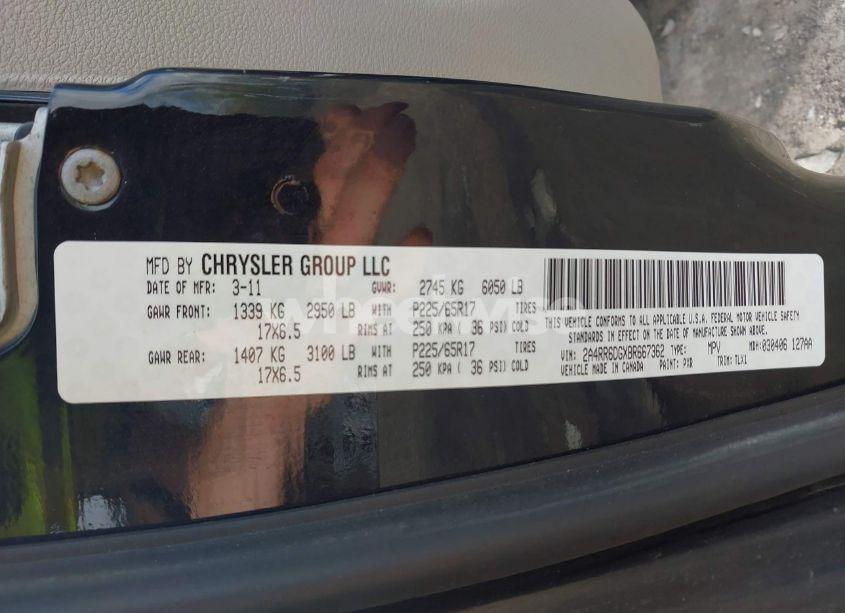 MFD BY CHRYSLER GROUP LLC
DATE OF MFR: 3-11 GVWR: 2745 KG 6050 LB
GAWR FRONT: 1339 KG 2950 LB WITH P225/65R17 TIRES
17X6.5 RIMS AT 250 KPA ( 36 PSI) COLD
GAWR REAR: 1407 KG 3100 LB WITH P225/65R17 TIRES
17X6.5 RIMS AT 250 KPA ( 36 PSI) COLD
THIS VEHICLE CONFORMS TO ALL APPLICABLE U.S.A. FEDERAL MOTOR VEHICLE SAFETY
STANDARDS IN EFFECT ON THE DATE OF MANUFACTURE SHOWN ABOVE.
VIN: 2A4RR6DGXBR667362 TYPE: MPV MDH: 030406 127AA
VEHICLE MADE IN CANADA PAINT: PXR TRIM: TLX1
wheelwise